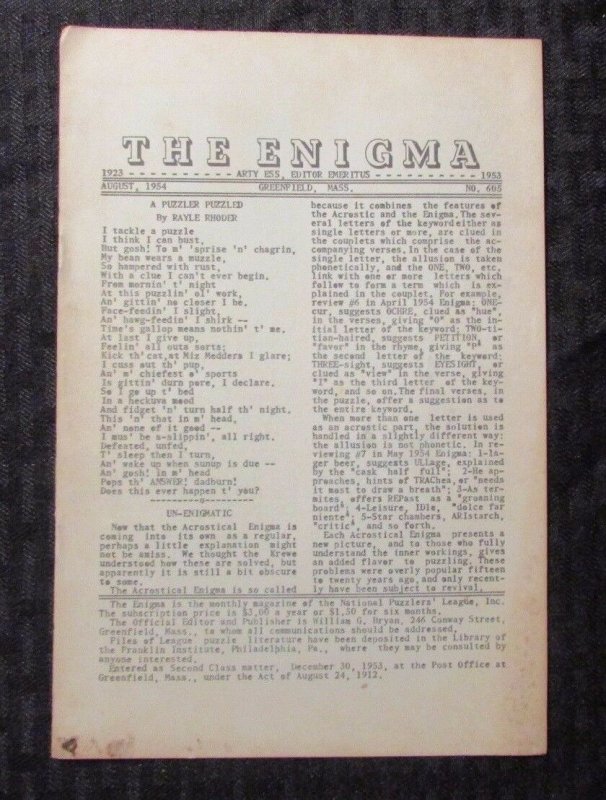 THE ENIGMA
1923 - - - - - - - - - - - ARTY ESS, EDITOR EMERITUS - - - - - - - - - - - 1953
AUGUST, 1954 GREENFIELD, MASS. NO. 605
A PUZZLER PUZZLED
By RAYLE RHODER
I tackle a puzzle
I think I can bust,
But gosh! To m' 'sprise 'n' chagrin,
My bean wears a muzzle,
So hampered with rust,
With a clue I can't ever begin.
From mornin' t' night
At this puzzlin' ol' work,
An' gittin' no closer I be.
Face-feedin' I slight,
An' hawg-feedin' I shirk --
Time's gallop means nothin' t' me.
At last I give up,
Feelin' all outa sorts;
Kick th' cat, at Miz Medders I glare;
I cuss out th' pup,
An' m' chiefest o' sports
Is gittin' durn pore, I declare.
So I go up t' bed
In a heckuva mood
And fidget 'n' turn half th' night.
This 'n' that in m' head,
An' none of it good --
I mus' be a-slippin', all right.
Defeated, unfed,
T' sleep then I turn,
An' wake up when sunup is due --
An' gosh! In m' head
Pops th' ANSWER! dadburn!
Does this ever happen t' you?
UN-ENIGMATIC
Now that the Acrostical Enigma is
coming into its own as a regular,
perhaps a little explanation might
not be amiss. We thought the Krewe
understood how these are solved, but
apparently it is still a bit obscure
to some.
The Acrostical Enigma is so called
because it combines the features of
the Acrostic and the Enigma. The sev-
eral letters of the keyword either as
single letters or more, are clued in
the couplets which comprise the ac-
companying verses. In the case of the
single letter, the allusion is taken
phonetically, and the ONE, TWO, etc.
link with one or more letters which
follow to form a term which is ex-
plained in the couplet. For example,
review #6 in April 1954 Enigma: ONE-
cur, suggests OCHRE, clued as "hue",
in the verses, giving "O" as the in-
itial letter of the keyword; TWO-ti-
tion-haired, suggests PETITION or
"favor" in the rhyme, giving "P" as
the second letter of the keyword;
THREE-sight, suggests EYESIGHT, or
clued as "view" in the verse, giving
"I" as the third letter of the key-
word, and so on. The final verses, in
the puzzle, offer a suggestion as to
the entire keyword.
When more than one letter is used
as an acrostic part, the solution is
handled in a slightly different way:
the allusion is not phonetic. In re-
viewing #7 in May 1954 Enigma: 1-la-
ger beer, suggests ULLage, explained
by the "cask half full"; 2-He ap-
proaches, hints of TRAChea, or "needs
it most to draw a breath"; 3-As ter-
mites, offers REPast as a "groaning
board"; 4-Leisure, IDLe, "dolce far
niente"; 5-Star chambers, ARIstarch,
"critic", and so forth.
Each Acrostical Enigma presents a
new picture, and to those who fully
understand the inner workings, gives
an added flavor to puzzling. These
problems were overly popular fifteen
to twenty years ago, and only recent-
ly have been subject to revival.
The Enigma is the monthly magazine of the National Puzzlers' League, Inc.
The subscription price is $3.00 a year or $1.50 for six months.
The Official Editor and Publisher is William G. Bryan, 246 Conway Street,
Greenfield, Mass., to whom all communications should be addressed.
Files of League puzzle literature have been deposited in the Library of
the Franklin Institute, Philadelphia, Pa., where they may be consulted by
anyone interested.
Entered as Second Class matter, December 30, 1953, at the Post Office at
Greenfield, Mass., under the Act of August 24, 1912.